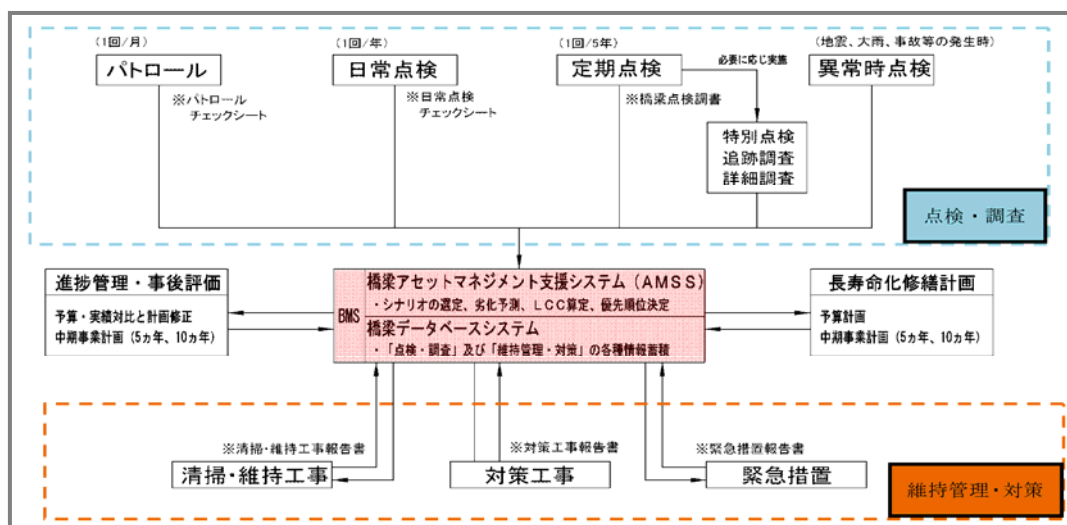 (1回/月)
パトロール
※パトロール
チェックシート
(1回/年)
日常点検
※日常点検
チェックシート
(1回/5年)
定期点検
※橋梁点検調書
必要に応じ実施
特別点検
追跡調査
詳細調査
(地震、大雨、事故等の発生時)
異常時点検
点検・調査
進捗管理・事後評価
予算・実績対比と計画修正
中期事業計画(5ヵ年、10ヵ年)
BMS
橋梁アセットマネジメント支援システム(AMSS)
・シナリオの選定、劣化予測、LCC算定、優先順位決定
橋梁データベースシステム
・「点検・調査」及び「維持管理・対策」の各種情報蓄積
長寿命化修繕計画
予算計画
中期事業計画(5ヵ年、10ヵ年)
※清掃・維持工事報告書
清掃・維持工事
※対策工事報告書
対策工事
※緊急措置報告書
緊急措置
維持管理・対策